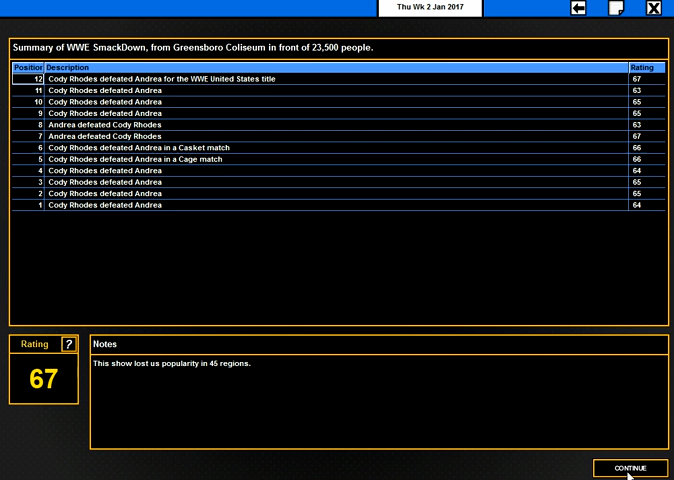 Thu Wk 2 Jan 2017
Summary of WWE SmackDown, from Greensboro Coliseum in front of 23,500 people.
Position Description Rating
12 Cody Rhodes defeated Andrea for the WWE United States title 67
11 Cody Rhodes defeated Andrea 63
10 Cody Rhodes defeated Andrea 65
9 Cody Rhodes defeated Andrea 65
8 Andrea defeated Cody Rhodes 63
7 Andrea defeated Cody Rhodes 67
6 Cody Rhodes defeated Andrea in a Casket match 66
5 Cody Rhodes defeated Andrea in a Cage match 66
4 Cody Rhodes defeated Andrea 64
3 Cody Rhodes defeated Andrea 65
2 Cody Rhodes defeated Andrea 65
1 Cody Rhodes defeated Andrea 64
Rating ? Notes
67
This show lost us popularity in 45 regions.
CONTINUE